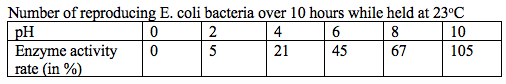 Number of reproducing E. coli bacteria over 10 hours while held at 23°C
pH 0 2 4 6 8 10
Enzyme activity 0 5 21 45 67 105
rate (in %)